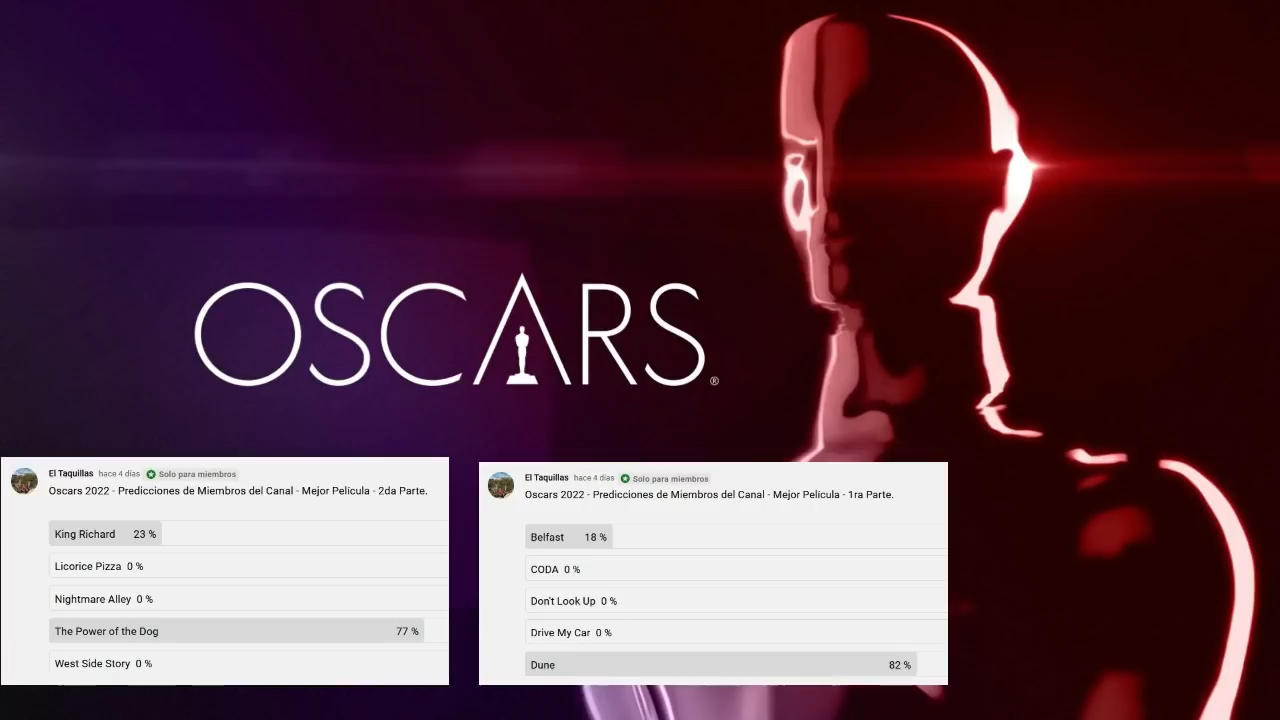 OSCARS®
El Taquillas hace 4 días Solo para miembros
Oscars 2022 - Predicciones de Miembros del Canal - Mejor Película - 2da Parte.
King Richard 23 %
Licorice Pizza 0 %
Nightmare Alley 0 %
The Power of the Dog 77 %
West Side Story 0 %
El Taquillas hace 4 días Solo para miembros
Oscars 2022 - Predicciones de Miembros del Canal - Mejor Película - 1ra Parte.
Belfast 18 %
CODA 0 %
Don't Look Up 0 %
Drive My Car 0 %
Dune 82 %